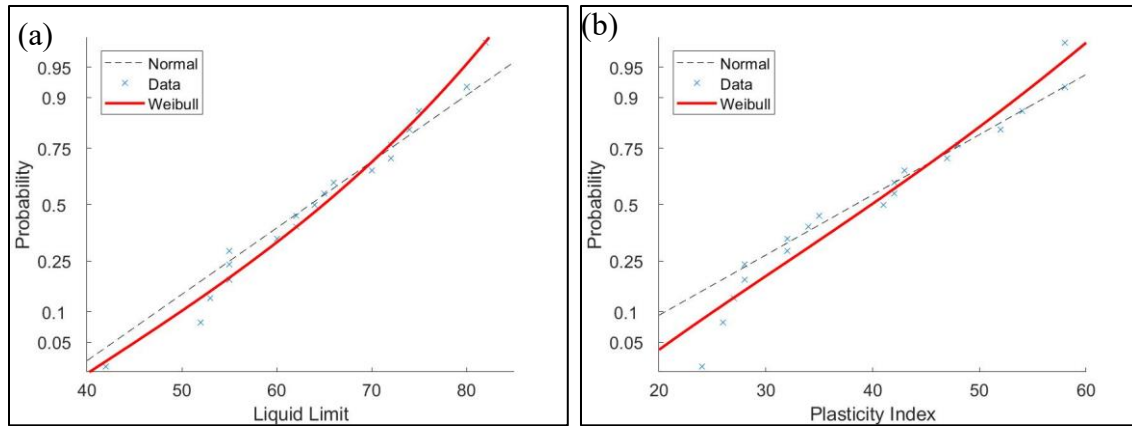 (a)
Normal
Data
Weibull
0.95
0.9
0.75
0.5
0.25
0.1
0.05
Probability
40 50 60 70 80
Liquid Limit
(b)
Normal
Data
Weibull
0.95
0.9
0.75
0.5
0.25
0.1
0.05
Probability
20 30 40 50 60
Plasticity Index